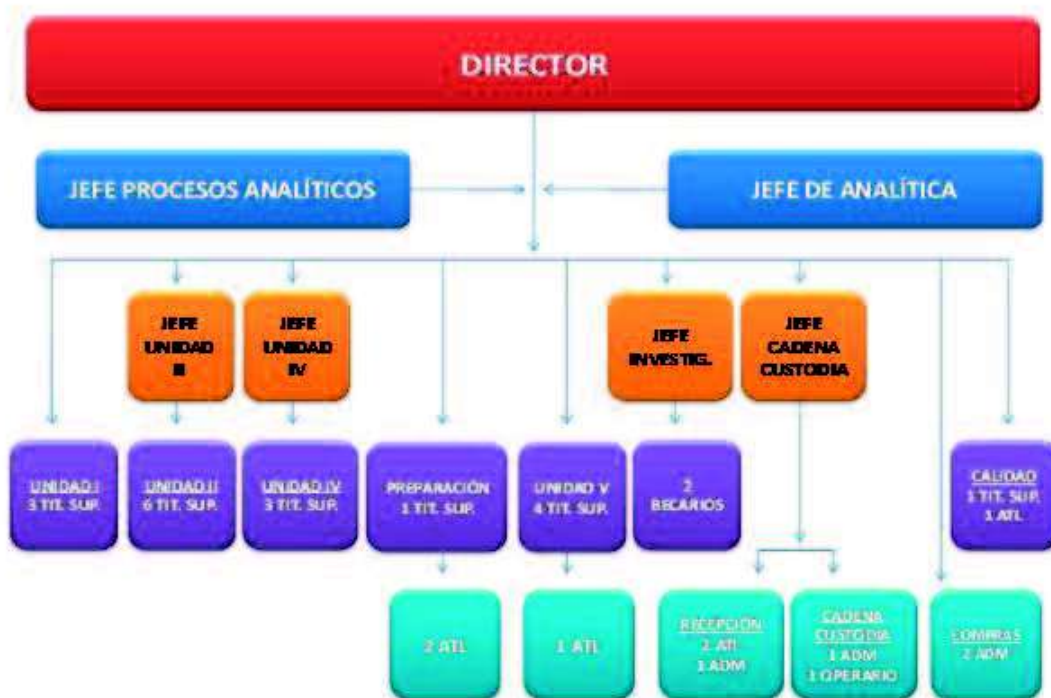 DIRECTOR
JEFE PROCESOS ANALÍTICOS
JEFE DE ANALÍTICA
JEFE
UNIDAD
II
JEFE
UNIDAD
IV
JEFE
INVESTIG.
JEFE
CADENA
CUSTODIA
UNIDAD I
3 TIT. SUP.
UNIDAD II
6 TIT. SUP.
UNIDAD IV
3 TIT. SUP.
PREPARACIÓN
1 TIT. SUP.
UNIDAD V
4 TIT. SUP.
2
BECARIOS
CALIDAD
1 TIT. SUP.
1 ATL
2 ATL
1 ATL
RECEPCIÓN
2 ATL
1 ADM
CADENA
CUSTODIA
1 ADM
1 OPERARIO
COMPRAS
2 ADM